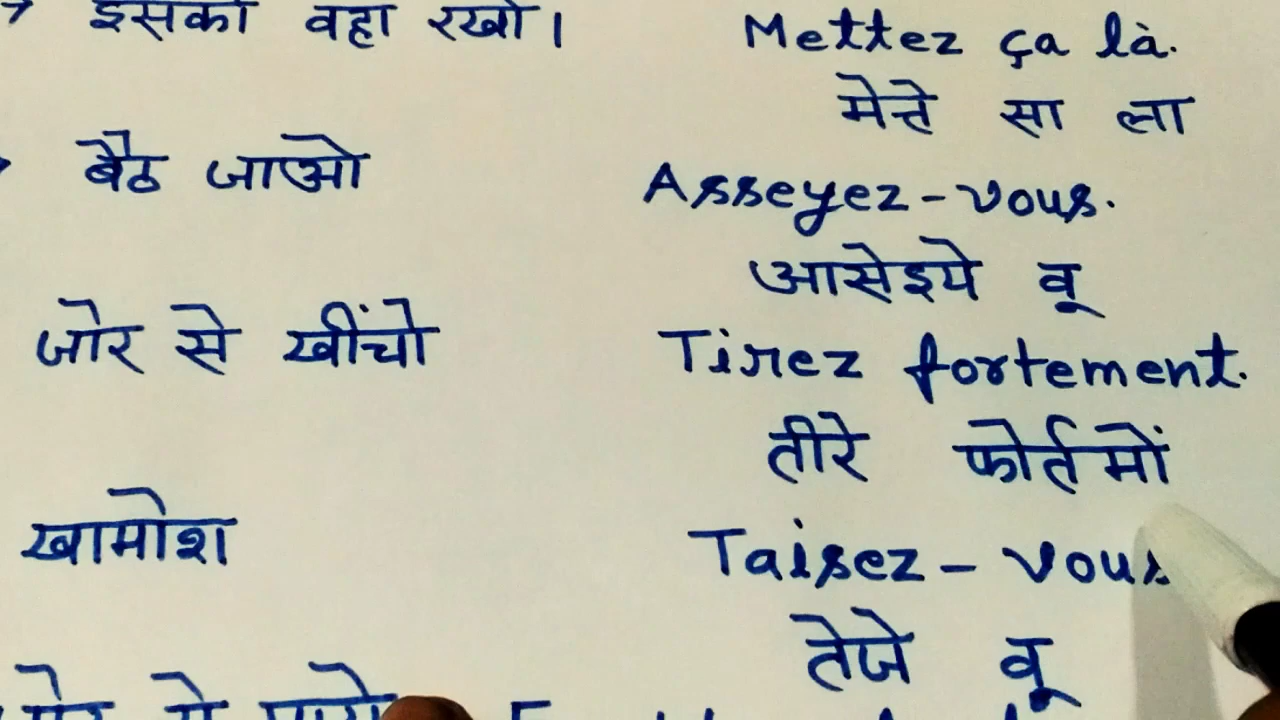 इसको वहा रखो। Mettez ça là.
मेत्ते सा ला
बैठ जाओ Asseyez-vous.
आसेइये वू
जोर से खींचो Tirez fortement.
तीरे फोर्तमों
खामोश Taisez-vous
तेजे वू